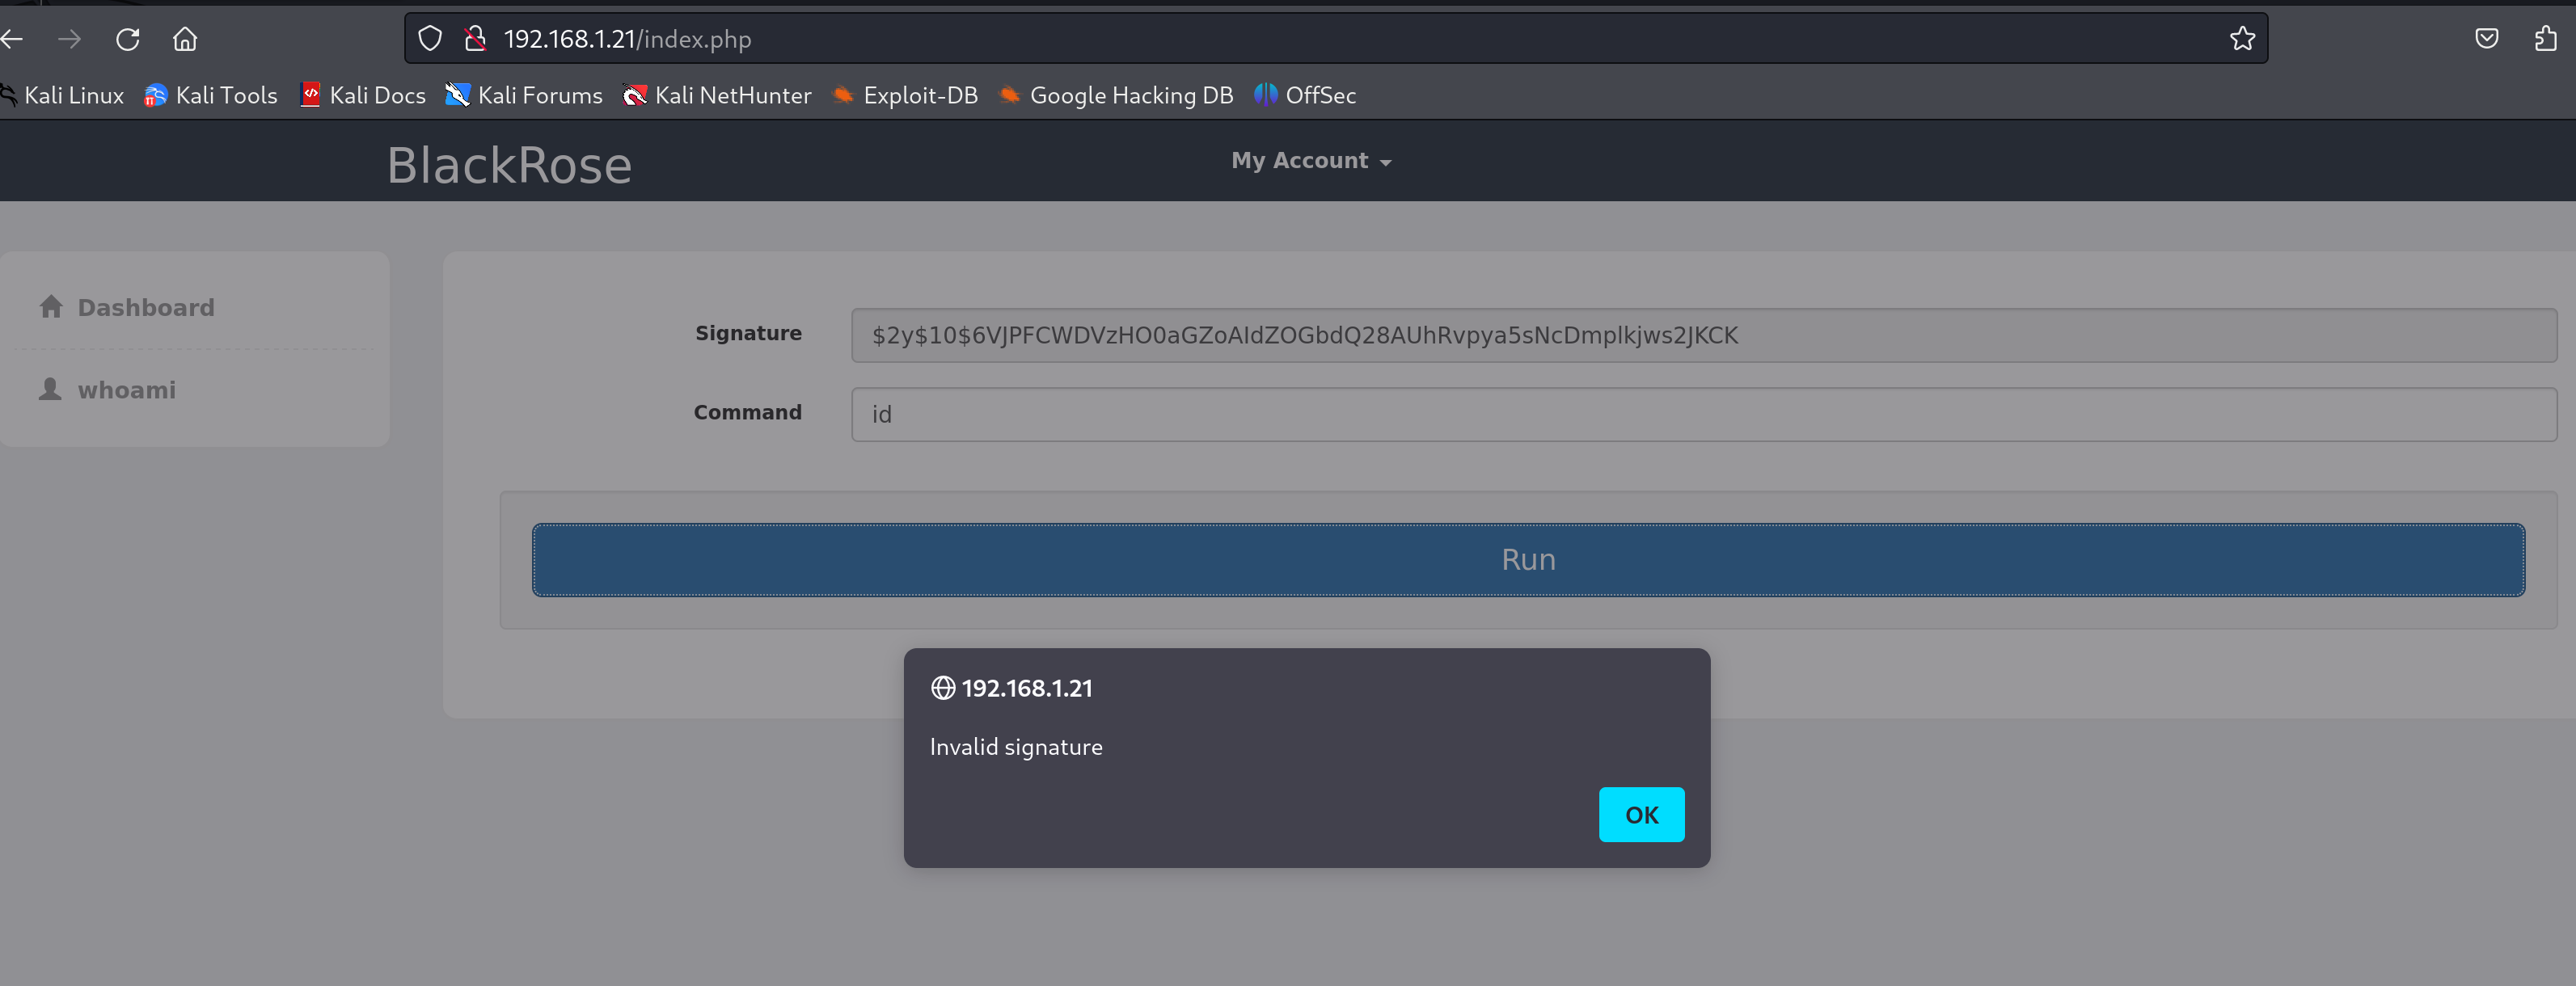 192.168.1.21/index.php
Kali Linux Kali Tools Kali Docs Kali Forums Kali NetHunter Exploit-DB Google Hacking DB OffSec
BlackRose My Account
Dashboard
whoami
Signature $2y$10$6VJPFCWDVzHO0aGZoAIdZOGbdQ28AUhRvpya5sNcDmplkjws2JKCK
Command id
Run
192.168.1.21
Invalid signature
OK